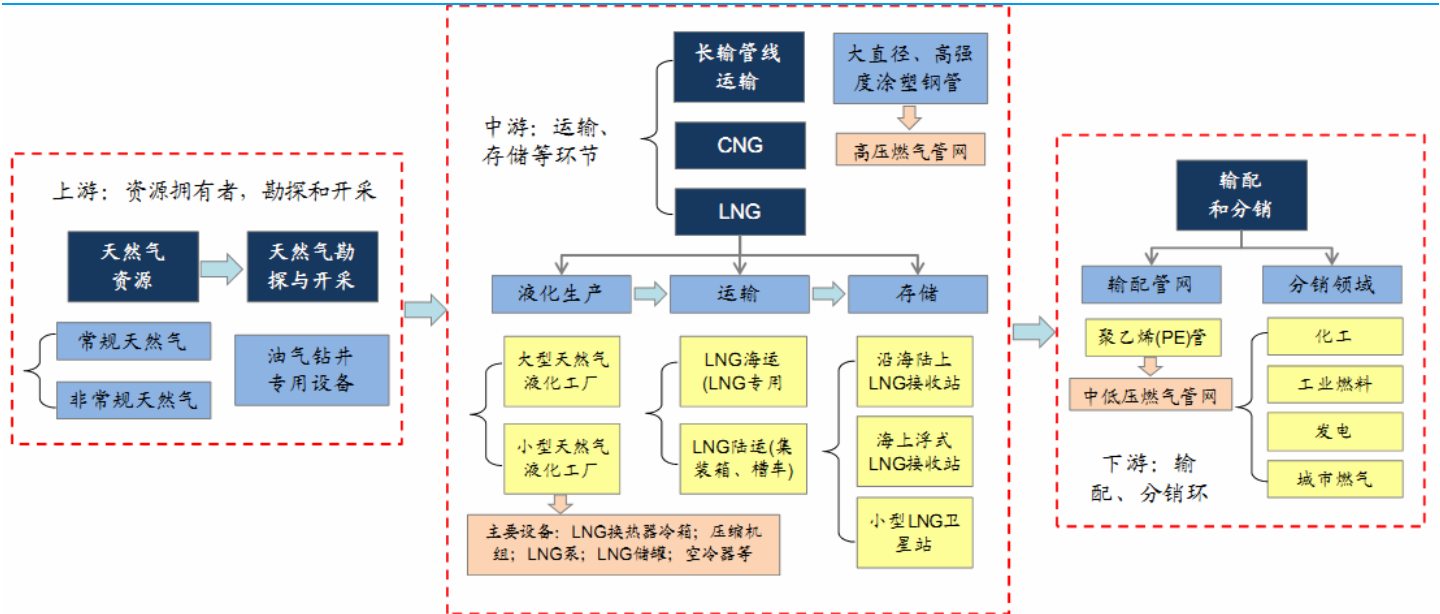 上游：资源拥有者，勘探和开采
天然气
资源
天然气勘
探与开采
常规天然气
非常规天然气
油气钻井
专用设备
中游：运输、
存储等环节
长输管线
运输
CNG
LNG
大直径、高强
度涂塑钢管
高压燃气管网
液化生产
运输
存储
大型天然气
液化工厂
小型天然气
液化工厂
LNG海运
(LNG专用
LNG陆运(集
装箱、槽车)
沿海陆上
LNG接收站
海上浮式
LNG接收站
小型LNG卫
星站
主要设备：LNG换热器冷箱；压缩机
组；LNG泵；LNG储罐；空冷器等
输配
和分销
输配管网
分销领域
聚乙烯(PE)管
中低压燃气管网
化工
工业燃料
发电
城市燃气
下游：输
配、分销环